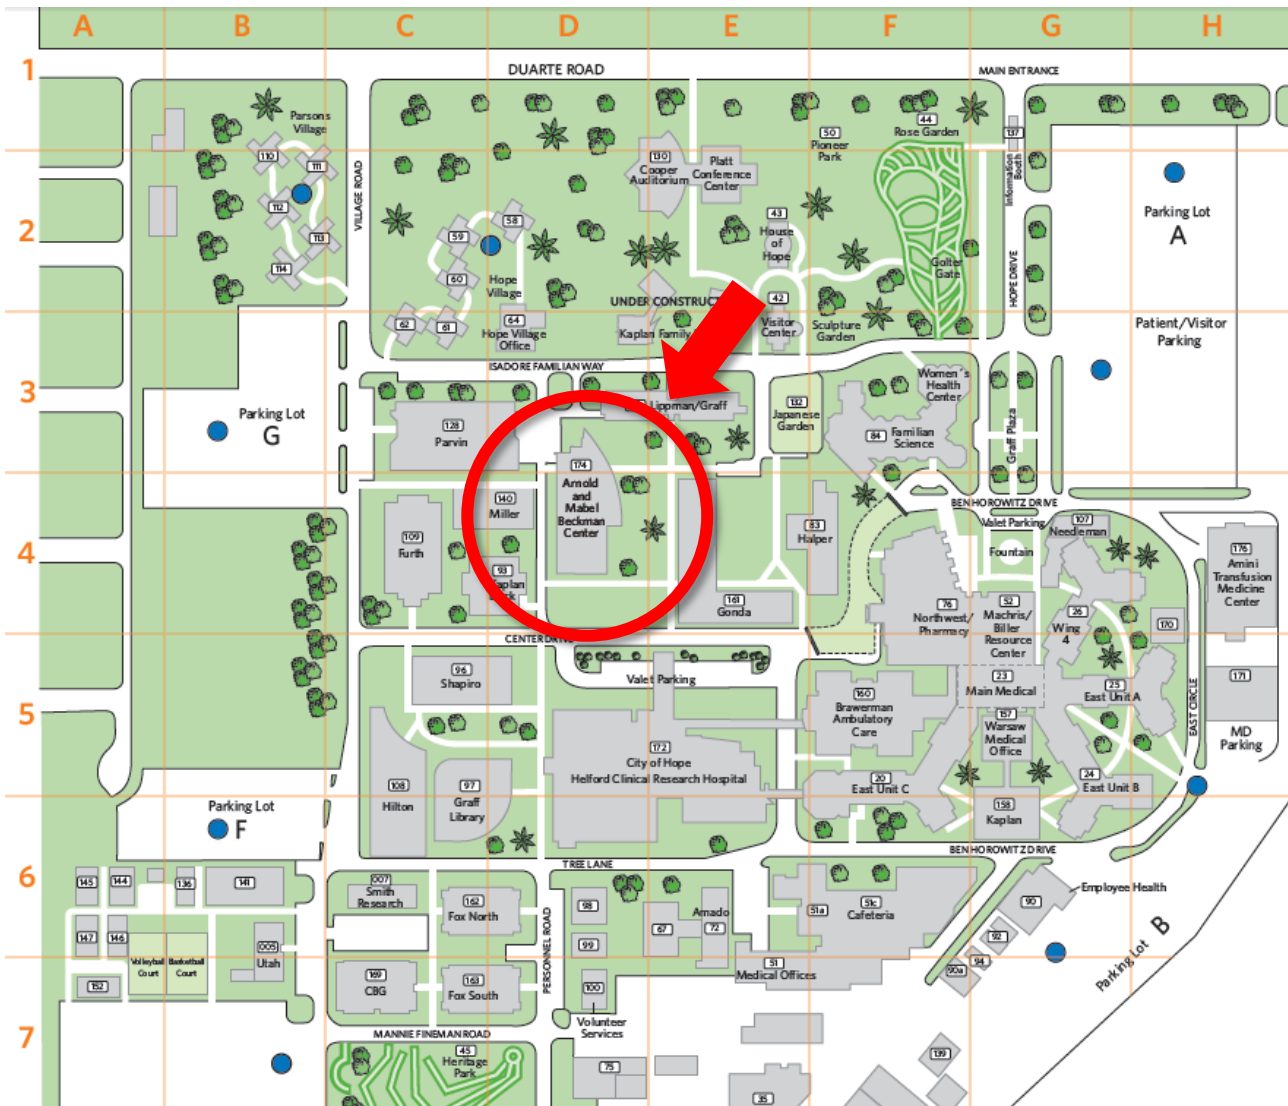 A B C D E F G H
1
DUARTE ROAD
MAIN ENTRANCE
44
Rose Garden
137
Information
Booth
50
Pioneer
Park
Parsons
Village
110
111
112
113
114
VILLAGE ROAD
130
Cooper
Auditorium
Platt
Conference
Center
Parking Lot
A
2
58
59
60
61
62
Hope
Village
64
Hope Village
Office
43
House
of
Hope
Golter
Gate
HOPE DRIVE
UNDER CONSTRUCT
Kaplan Family
42
Visitor
Center
Sculpture
Garden
Patient/Visitor
Parking
ISADORE FAMILIAN WAY
3
Parking Lot
G
128
Parvin
Lippman/Graff
132
Japanese
Garden
Women's
Health
Center
84
Familian
Science
Graff Plaza
174
Arnold
and
Mabel
Beckman
Center
140
Miller
BEN HOROWITZ DRIVE
Valet Parking
107
Needleman
4
109
Furth
93
83
Halper
Fountain
176
Amini
Transfusion
Medicine
Center
161
Gonda
76
Northwest/
Pharmacy
52
Machris/
Biller
Resource
Center
26
Wing
4
170
CENTER DRIVE
96
Shapiro
Valet Parking
23
Main Medical
25
East Unit A
171
EAST CIRCLE
MD
Parking
5
160
Brawerman
Ambulatory
Care
157
Warsaw
Medical
Office
172
City of Hope
Helford Clinical Research Hospital
108
Hilton
97
Graff
Library
20
East Unit C
24
East Unit B
158
Kaplan
Parking Lot
F
TREE LANE
BEN HOROWITZ DRIVE
6
145
144
136
141
007
Smith
Research
162
Fox North
98
Amado
72
67
51a
51c
Cafeteria
90
Employee Health
147
146
Volleyball
Court
Basketball
Court
005
Utah
99
PERSONNEL ROAD
92
94
90a
Parking Lot B
152
169
CBG
163
Fox South
100
Volunteer
Services
51
Medical Offices
7
MANNIE FINEMAN ROAD
45
Heritage
Park
75
139
35